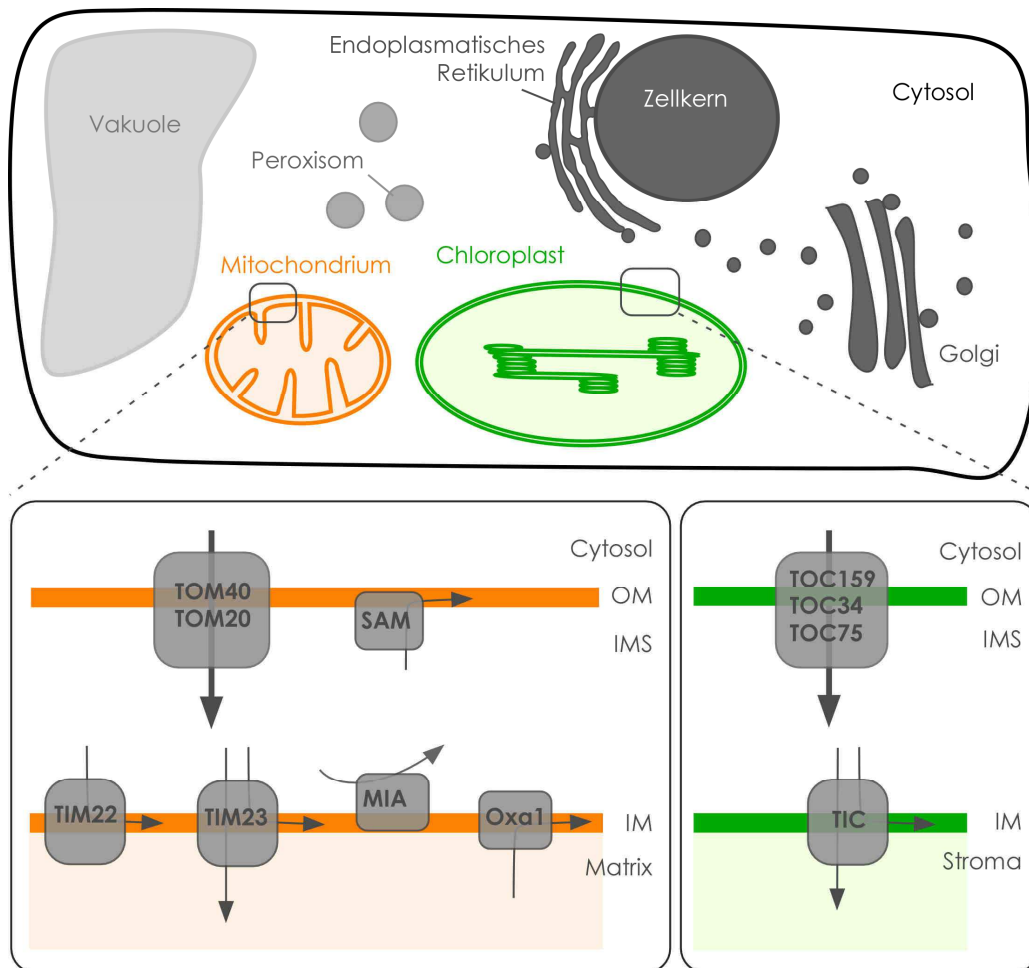 Endoplasmatisches
Retikulum
Zellkern
Cytosol
Vakuole
Peroxisom
Mitochondrium
Chloroplast
Golgi
Cytosol
TOM40
OM
TOM20
SAM
IMS
TIM22
TIM23
MIA
Oxa1
IM
Matrix
Cytosol
TOC159
TOC34
OM
TOC75
IMS
TIC
IM
Stroma